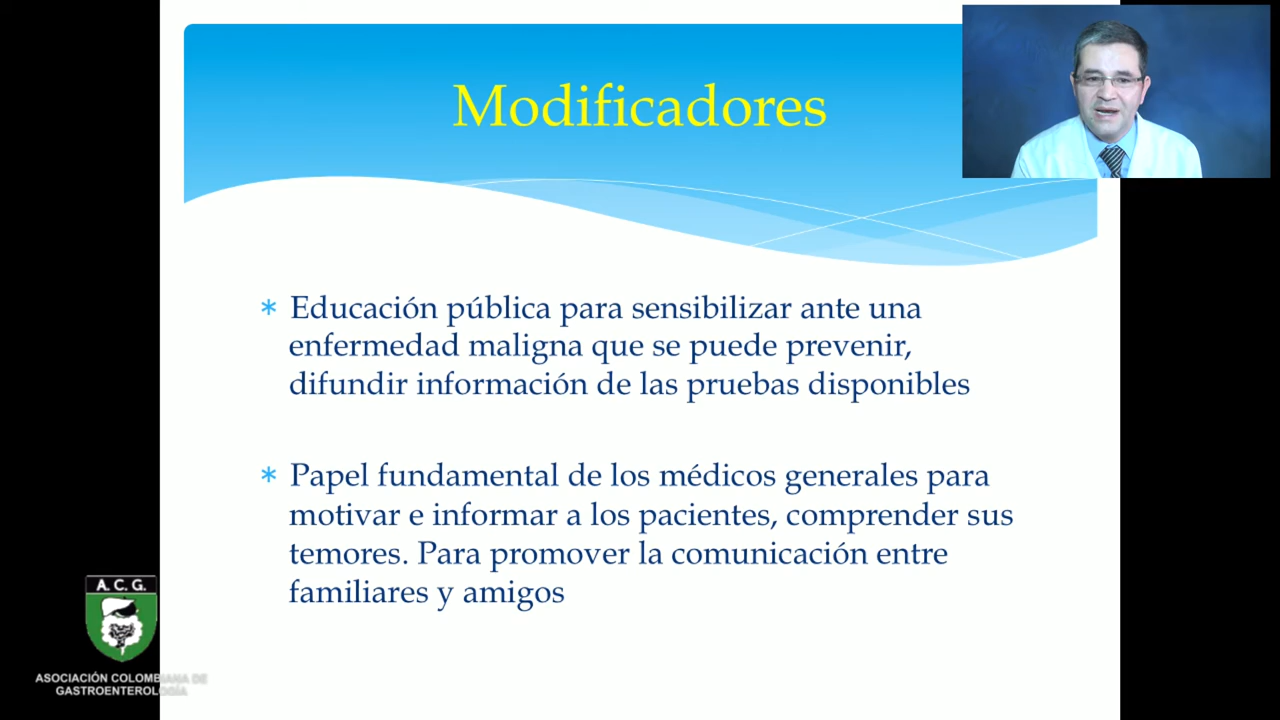 Modificadores
Educación pública para sensibilizar ante una
enfermedad maligna que se puede prevenir,
difundir información de las pruebas disponibles
Papel fundamental de los médicos generales para
motivar e informar a los pacientes, comprender sus
temores. Para promover la comunicación entre
familiares y amigos
A. C. G.
ASOCIACIÓN COLOMBIANA DE
GASTROENTEROLOGÍA